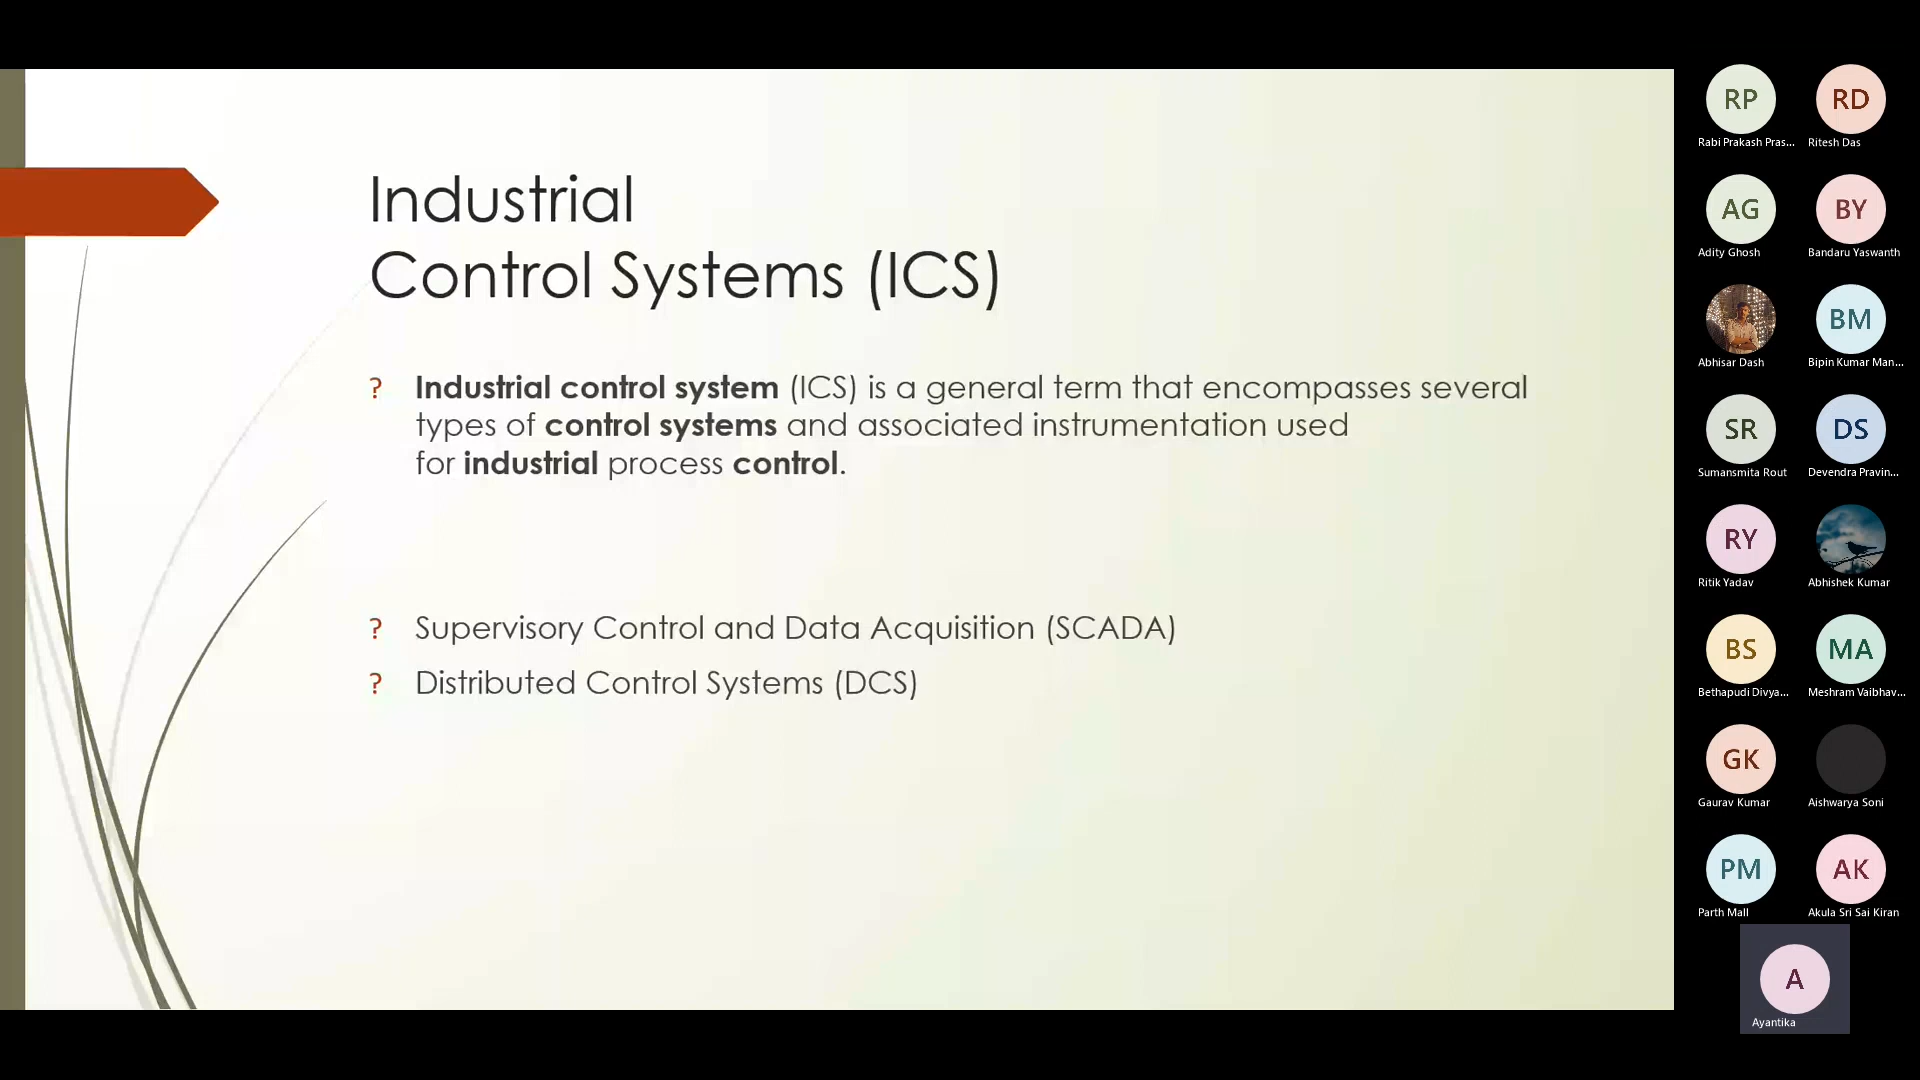 Industrial
Control Systems (ICS)
? Industrial control system (ICS) is a general term that encompasses several
types of control systems and associated instrumentation used
for industrial process control.
? Supervisory Control and Data Acquisition (SCADA)
? Distributed Control Systems (DCS)
RP
Rabi Prakash Pras...
RD
Ritesh Das
AG
Adity Ghosh
BY
Bandaru Yaswanth
Abhisar Dash
BM
Bipin Kumar Man...
SR
Sumansmita Rout
DS
Devendra Pravin...
RY
Ritik Yadav
Abhishek Kumar
BS
Bethapudi Divya...
MA
Meshram Vaibhav...
GK
Gaurav Kumar
Aishwarya Soni
PM
Parth Mall
AK
Akula Sri Sai Kiran
A
Ayantika